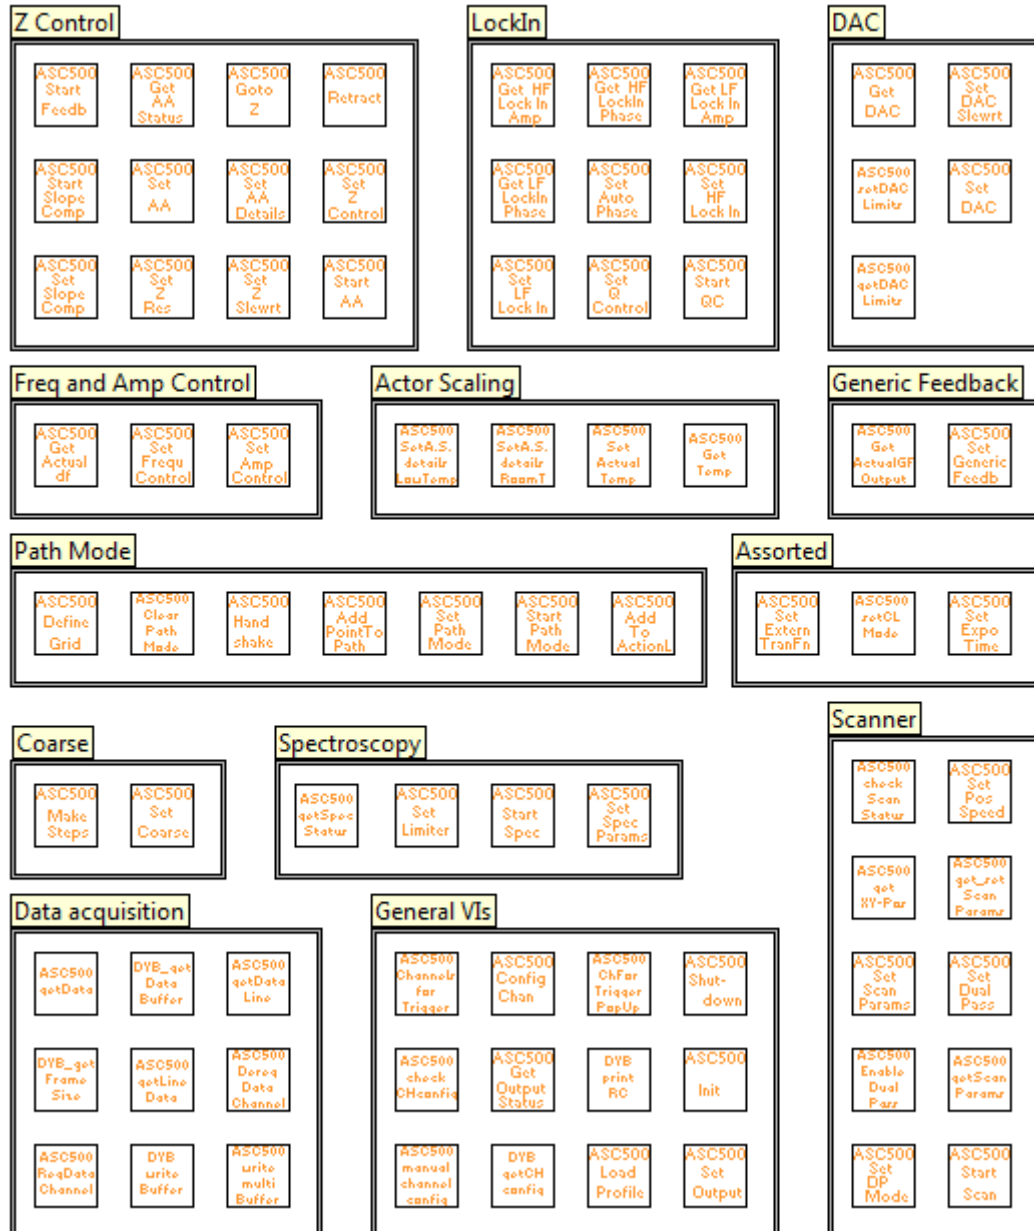 Z Control
ASC500
Start
Feedb
ASC500
Get
AA
Status
ASC500
Goto
Z
ASC500
Retract
ASC500
Start
Slope
Comp
ASC500
Set
AA
ASC500
Set
AA
Details
ASC500
Set
Z
Control
ASC500
Set
Slope
Comp
ASC500
Set
Z
Res
ASC500
Set
Z
Slewrt
ASC500
Start
AA
LockIn
ASC500
Get HF
Lock In
Amp
ASC500
Get HF
LockIn
Phase
ASC500
Get LF
Lock In
Amp
ASC500
Get LF
LockIn
Phase
ASC500
Set
Auto
Phase
ASC500
Set
HF
Lock In
ASC500
Set
LF
Lock In
ASC500
Set
Q
Control
ASC500
Start
QC
DAC
ASC500
Get
DAC
ASC500
Set
DAC
Slewrt
ASC500
setDAC
Limits
ASC500
Set
DAC
ASC500
getDAC
Limits
Freq and Amp Control
ASC500
Get
Actual
df
ASC500
Set
Frequ
Control
ASC500
Set
Amp
Control
Actor Scaling
ASC500
SetA.S.
details
LowTemp
ASC500
SetA.S.
details
RoomT
ASC500
Set
Actual
Temp
ASC500
Get
Temp
Generic Feedback
ASC500
Get
ActualGF
Output
ASC500
Set
Generic
Feedb
Path Mode
ASC500
Define
Grid
ASC500
Clear
Path
Mode
ASC500
Hand
shake
ASC500
Add
PointTo
Path
ASC500
Set
Path
Mode
ASC500
Start
Path
Mode
ASC500
Add
To
ActionL
Assorted
ASC500
Set
Extern
TranFn
ASC500
setCL
Mode
ASC500
Set
Expo
Time
Coarse
ASC500
Make
Steps
ASC500
Set
Coarse
Spectroscopy
ASC500
getSpec
Status
ASC500
Set
Limiter
ASC500
Start
Spec
ASC500
Set
Spec
Params
Scanner
ASC500
check
Scan
Status
ASC500
Set
Pos
Speed
ASC500
get
XY-Pos
ASC500
get_set
Scan
Params
ASC500
Set
Scan
Params
ASC500
Set
Dual
Pass
ASC500
Enable
Dual
Pass
ASC500
getScan
Params
ASC500
Set
DP
Mode
ASC500
Start
Scan
Data acquisition
ASC500
getData
DYB_get
Data
Buffer
ASC500
getData
Line
DYB_get
Frame
Size
ASC500
getLine
Data
ASC500
Dereq
Data
Channel
ASC500
ReqData
Channel
DYB
write
Buffer
ASC500
write
multi
Buffer
General VIs
ASC500
Channels
for
Trigger
ASC500
Config
Chan
ASC500
ChFor
Trigger
PopUp
ASC500
Shut-
down
ASC500
check
CHconfig
ASC500
Get
Output
Status
DYB
print
RC
ASC500
Init
ASC500
manual
channel
config
DYB
getCH
config
ASC500
Load
Profile
ASC500
Set
Output